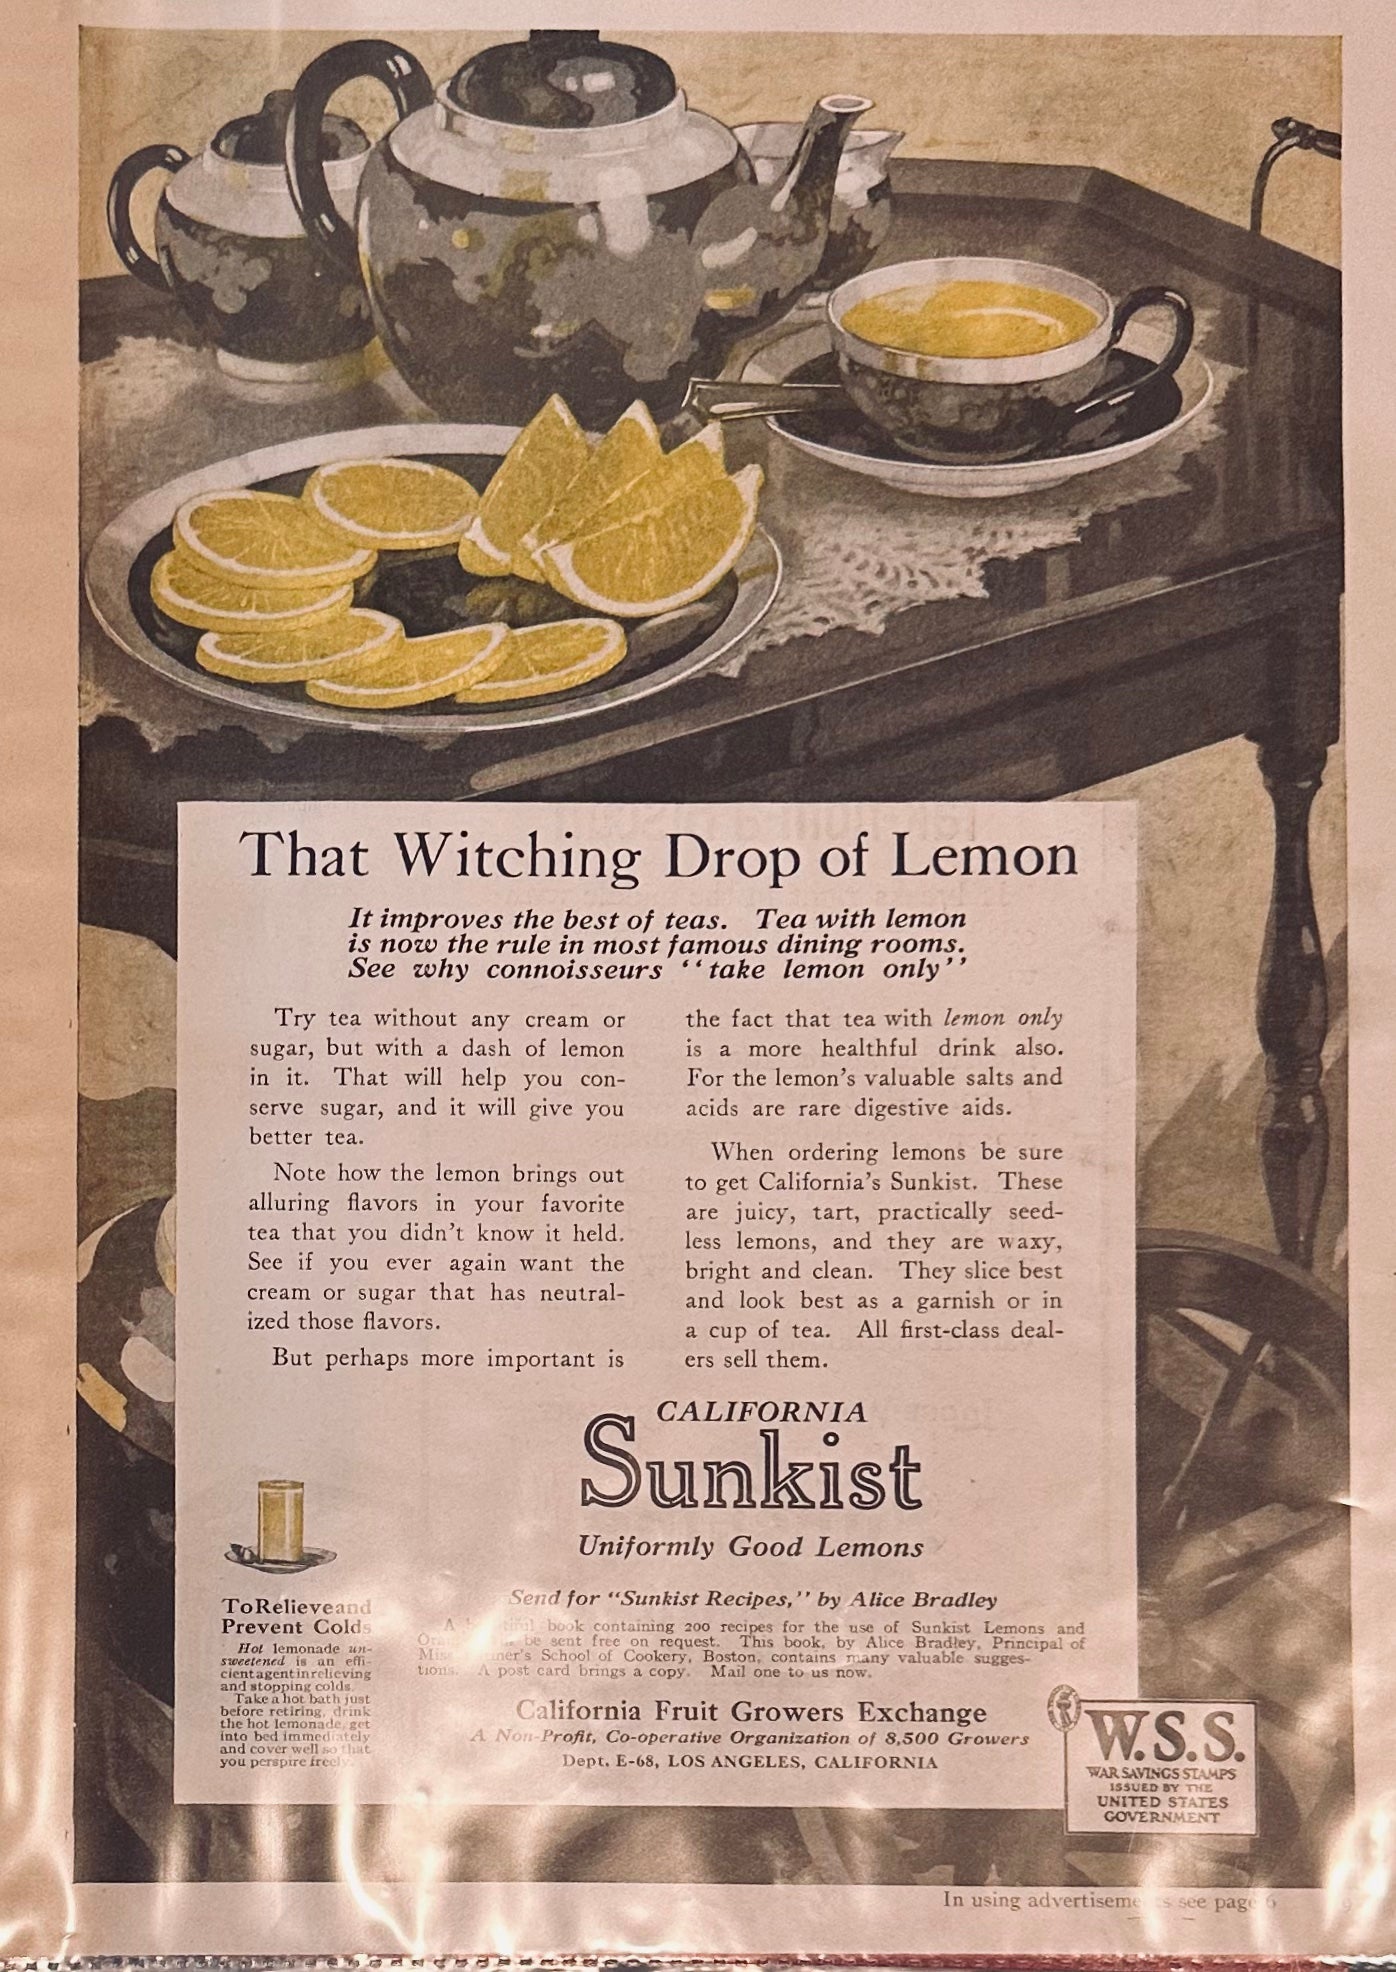 That Witching Drop of Lemon
It improves the best of teas. Tea with lemon
is now the rule in most famous dining rooms.
See why connoisseurs "take lemon only"
Try tea without any cream or
sugar, but with a dash of lemon
in it. That will help you con-
serve sugar, and it will give you
better tea.
Note how the lemon brings out
alluring flavors in your favorite
tea that you didn't know it held.
See if you ever again want the
cream or sugar that has neutral-
ized those flavors.
But perhaps more important is
the fact that tea with lemon only
is a more healthful drink also.
For the lemon's valuable salts and
acids are rare digestive aids.
When ordering lemons be sure
to get California's Sunkist. These
are juicy, tart, practically seed-
less lemons, and they are waxy,
bright and clean. They slice best
and look best as a garnish or in
a cup of tea. All first-class deal-
ers sell them.
CALIFORNIA
Sunkist
Uniformly Good Lemons
To Relieve and
Prevent Colds
Hot lemonade un-
sweetened is an effi-
cient agent in relieving
and stopping colds.
Take a hot bath just
before retiring, drink
the hot lemonade, get
into bed immediately
and cover well so that
you perspire freely.
Send for "Sunkist Recipes," by Alice Bradley
A book containing 200 recipes for the use of Sunkist Lemons and
be sent free on request. This book, by Alice Bradley, Principal of
Miss School of Cookery, Boston, contains many valuable sugges-
tions. A post card brings a copy. Mail one to us now.
California Fruit Growers Exchange
A Non-Profit, Co-operative Organization of 8,500 Growers
Dept. E-68, LOS ANGELES, CALIFORNIA
W.S.S.
WAR SAVINGS STAMPS
ISSUED BY THE
UNITED STATES
GOVERNMENT
In using advertisements see page 6